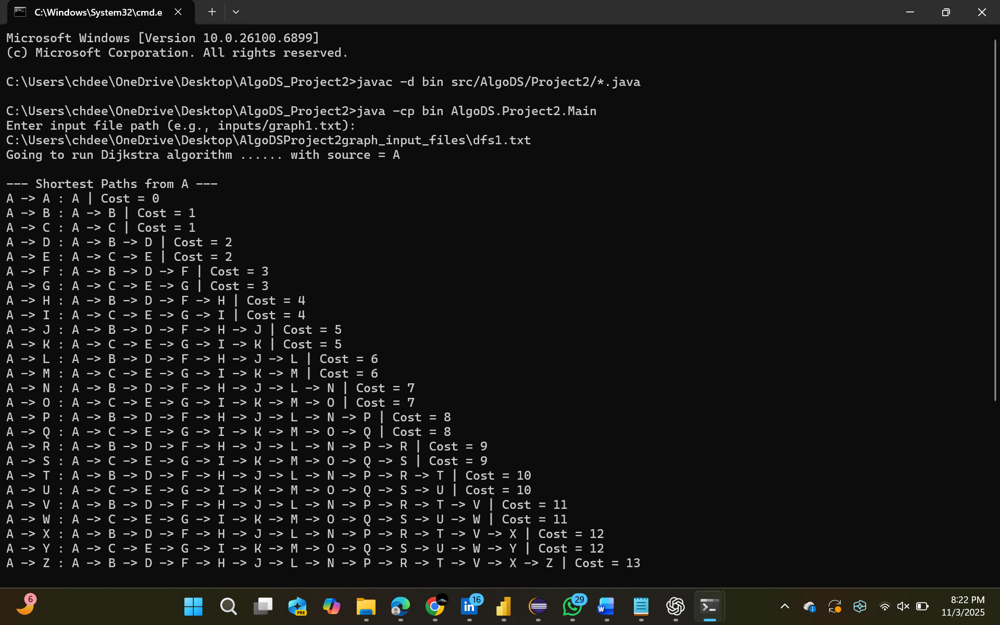 C:\Windows\System32\cmd.e
Microsoft Windows [Version 10.0.26100.6899]
(c) Microsoft Corporation. All rights reserved.
C:\Users\chdee\OneDrive\Desktop\AlgoDS_Project2>javac -d bin src/AlgoDS/Project2/*.java
C:\Users\chdee\OneDrive\Desktop\AlgoDS_Project2>java -cp bin AlgoDS.Project2.Main
Enter input file path (e.g., inputs/graph1.txt):
C:\Users\chdee\OneDrive\Desktop\AlgoDSProject2graph_input_files\dfs1.txt
Going to run Dijkstra algorithm ...... with source = A
--- Shortest Paths from A ---
A -> A : A | Cost = 0
A -> B : A -> B | Cost = 1
A -> C : A -> C | Cost = 1
A -> D : A -> B -> D | Cost = 2
A -> E : A -> C -> E | Cost = 2
A -> F : A -> B -> D -> F | Cost = 3
A -> G : A -> C -> E -> G | Cost = 3
A -> H : A -> B -> D -> F -> H | Cost = 4
A -> I : A -> C -> E -> G -> I | Cost = 4
A -> J : A -> B -> D -> F -> H -> J | Cost = 5
A -> K : A -> C -> E -> G -> I -> K | Cost = 5
A -> L : A -> B -> D -> F -> H -> J -> L | Cost = 6
A -> M : A -> C -> E -> G -> I -> K -> M | Cost = 6
A -> N : A -> B -> D -> F -> H -> J -> L -> N | Cost = 7
A -> O : A -> C -> E -> G -> I -> K -> M -> O | Cost = 7
A -> P : A -> B -> D -> F -> H -> J -> L -> N -> P | Cost = 8
A -> Q : A -> C -> E -> G -> I -> K -> M -> O -> Q | Cost = 8
A -> R : A -> B -> D -> F -> H -> J -> L -> N -> P -> R | Cost = 9
A -> S : A -> C -> E -> G -> I -> K -> M -> O -> Q -> S | Cost = 9
A -> T : A -> B -> D -> F -> H -> J -> L -> N -> P -> R -> T | Cost = 10
A -> U : A -> C -> E -> G -> I -> K -> M -> O -> Q -> S -> U | Cost = 10
A -> V : A -> B -> D -> F -> H -> J -> L -> N -> P -> R -> T -> V | Cost = 11
A -> W : A -> C -> E -> G -> I -> K -> M -> O -> Q -> S -> U -> W | Cost = 11
A -> X : A -> B -> D -> F -> H -> J -> L -> N -> P -> R -> T -> V -> X | Cost = 12
A -> Y : A -> C -> E -> G -> I -> K -> M -> O -> Q -> S -> U -> W -> Y | Cost = 12
A -> Z : A -> B -> D -> F -> H -> J -> L -> N -> P -> R -> T -> V -> X -> Z | Cost = 13
6
PRE
in 16
29
W
8:22 PM
11/3/2025